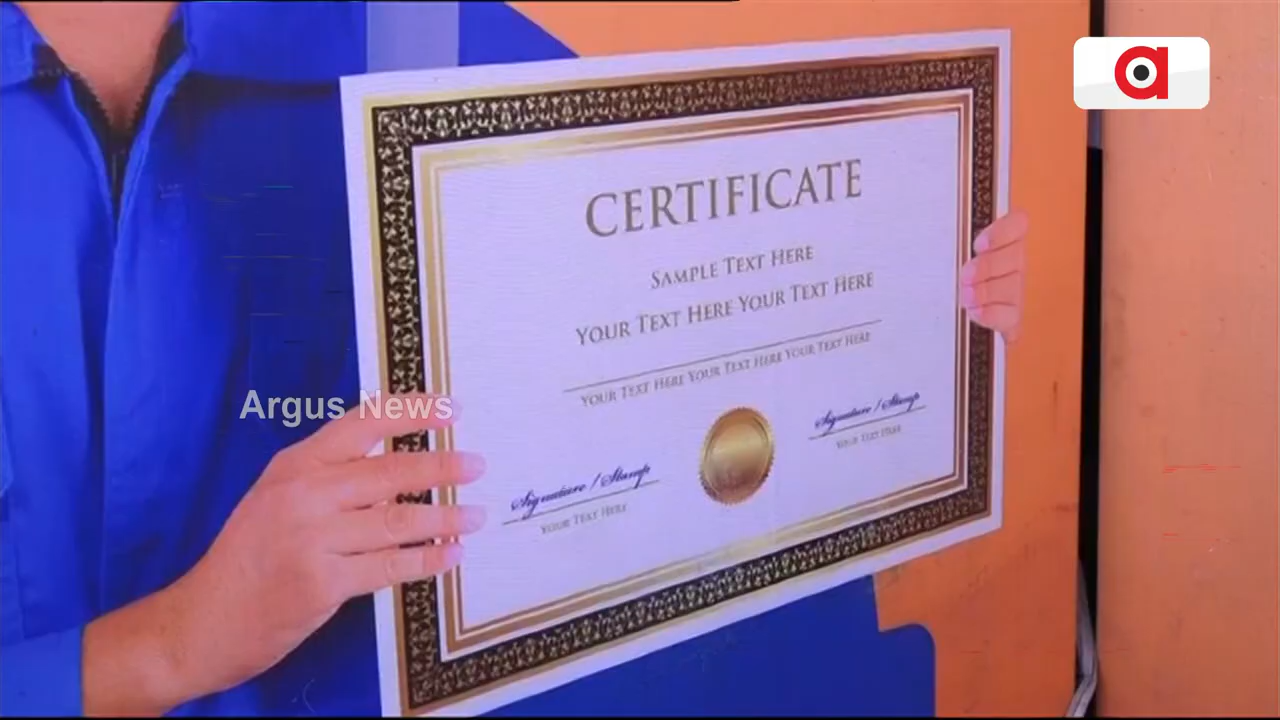 a
CERTIFICATE
SAMPLE TEXT HERE
YOUR TEXT HERE YOUR TEXT HERE
YOUR TEXT HERE YOUR TEXT HERE YOUR TEXT HERE
Argus News
Signature / Stamp
YOUR TEXT HERE
Signature / Stamp
YOUR TEXT HERE